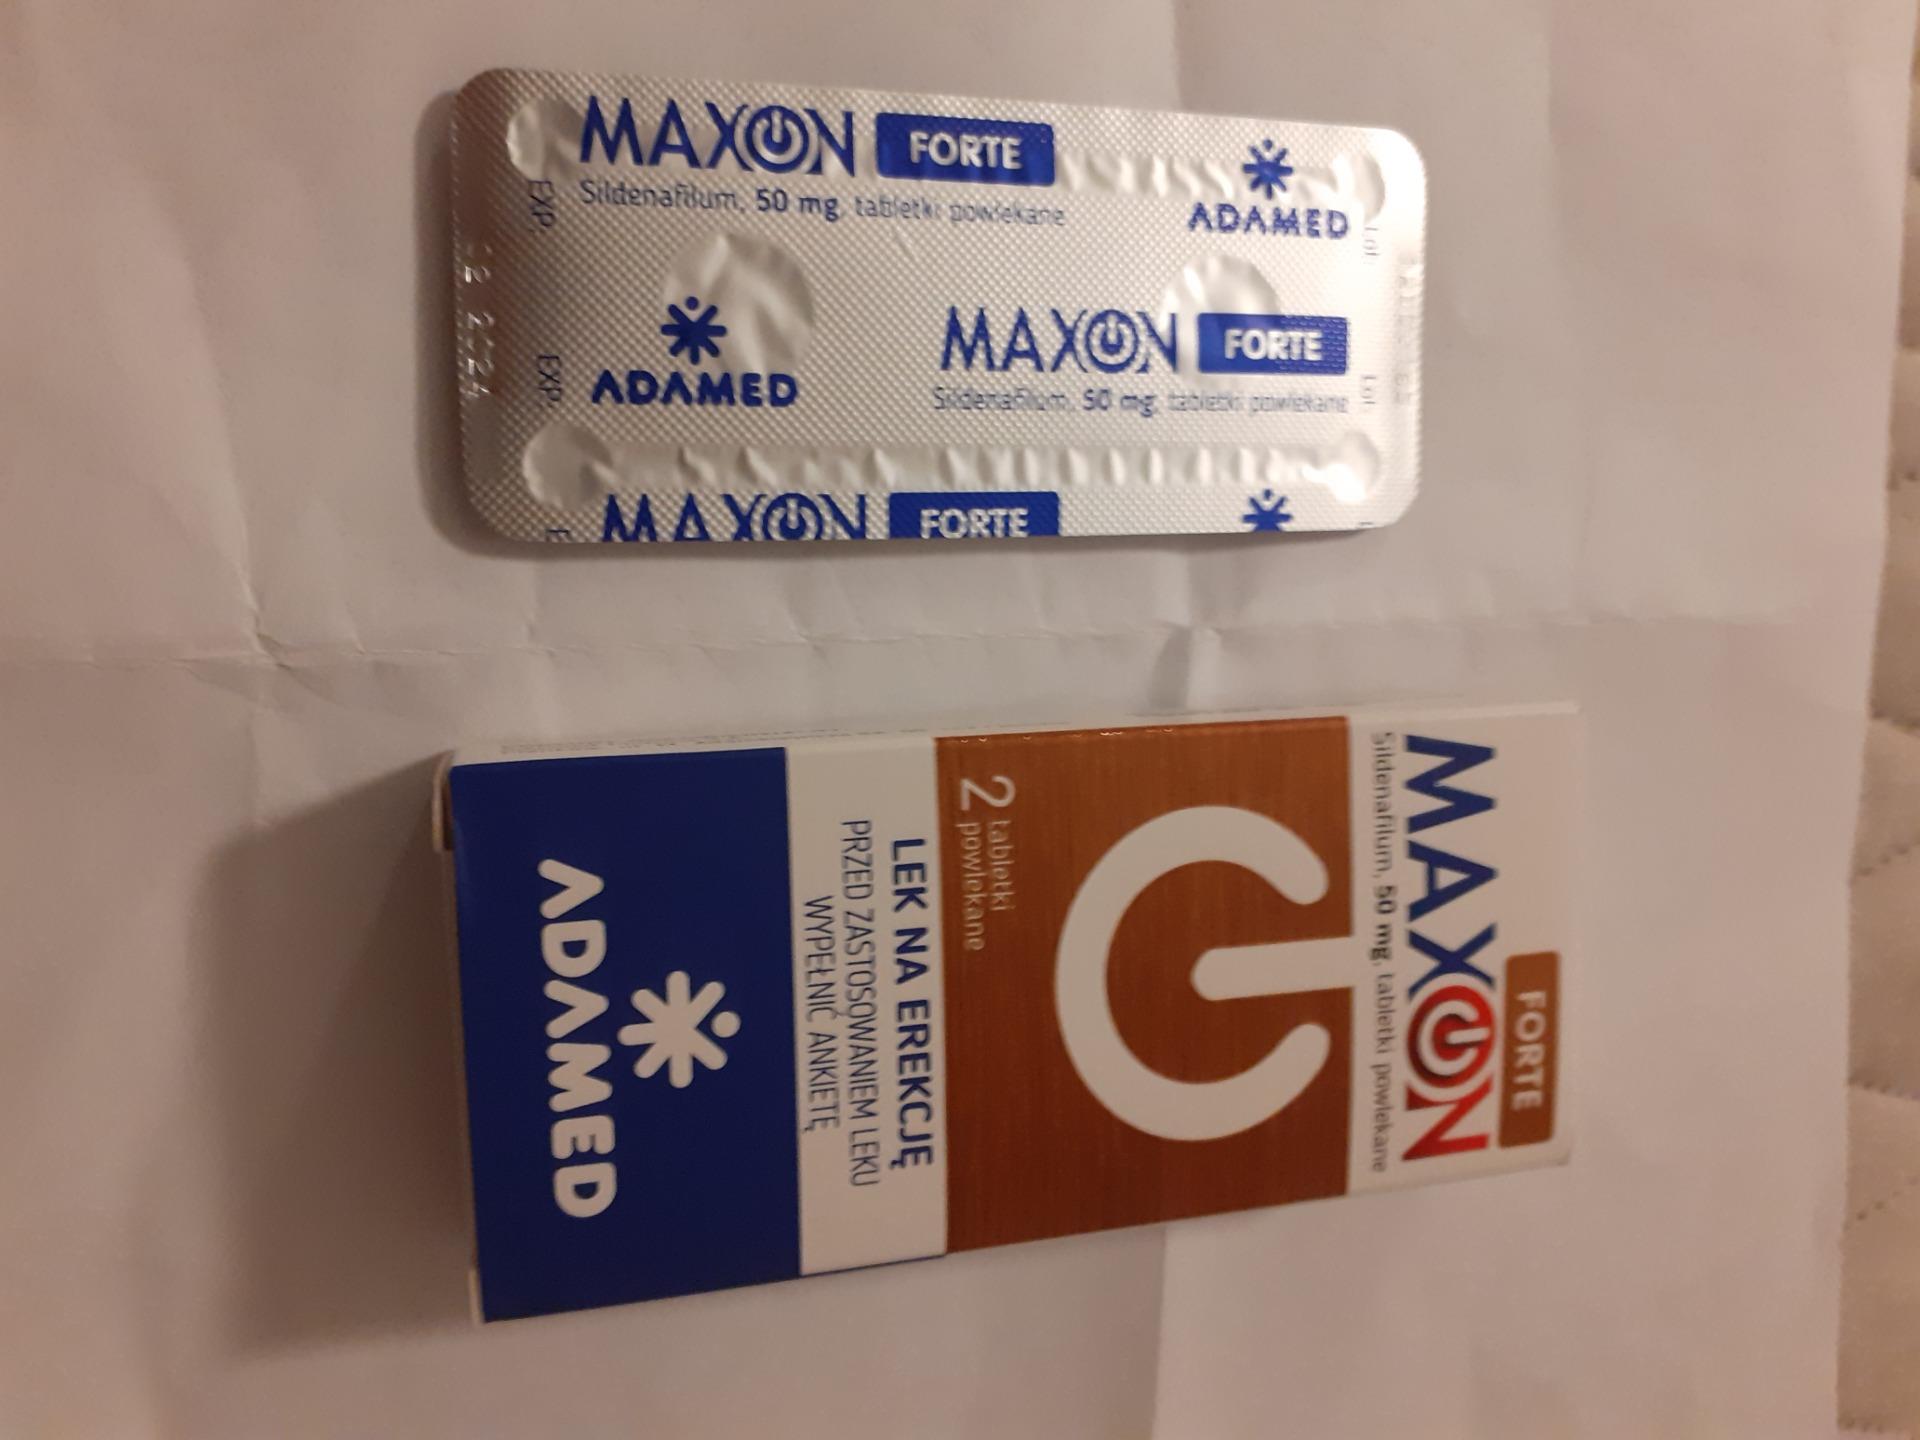 MAXON FORTE
Sildenafilum, 50 mg, tabletki powlekane
ADAMED
EXP.
Lot:
12 2024
ADAMED
MAXON FORTE
Sildenafilum, 50 mg, tabletki powlekane
EXP.
Lot:
MAXON FORTE
FORTE
MAXON
Sildenafilum, 50 mg, tabletki powlekane
2 tabletki
powlekane
LEK NA EREKCJĘ
PRZED ZASTOSOWANIEM LEKU
WYPEŁNIĆ ANKIETĘ
ADAMED